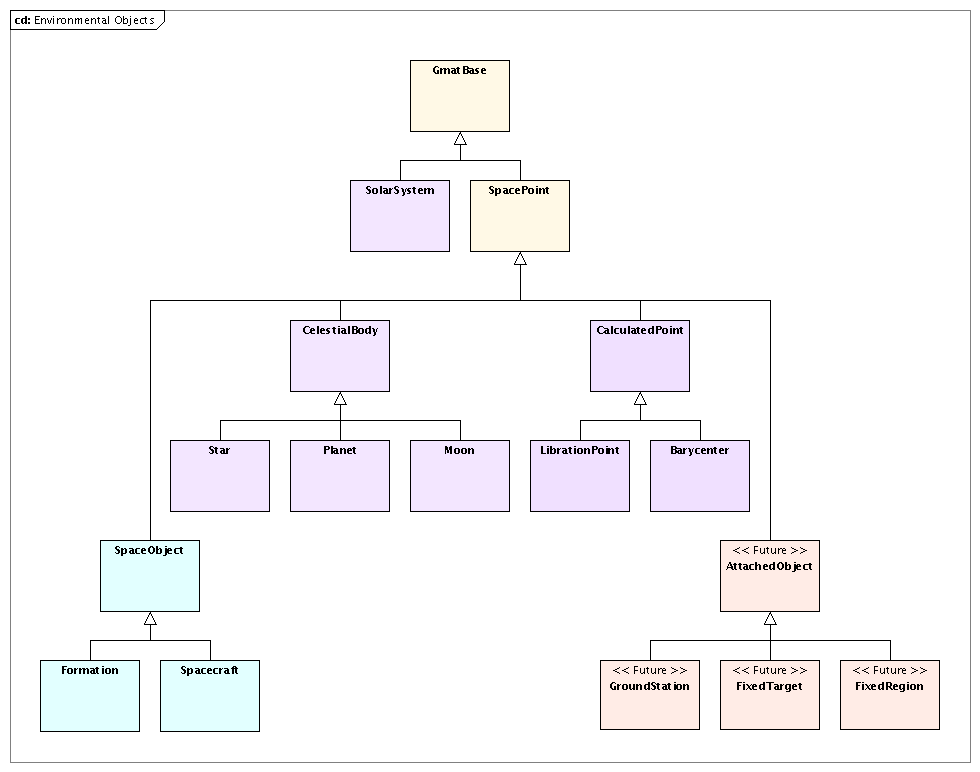 cd: Environmental Objects
GmatBase
SolarSystem
SpacePoint
CelestialBody
CalculatedPoint
Star
Planet
Moon
LibrationPoint
Barycenter
SpaceObject
<< Future >>
AttachedObject
Formation
Spacecraft
<< Future >>
GroundStation
<< Future >>
FixedTarget
<< Future >>
FixedRegion